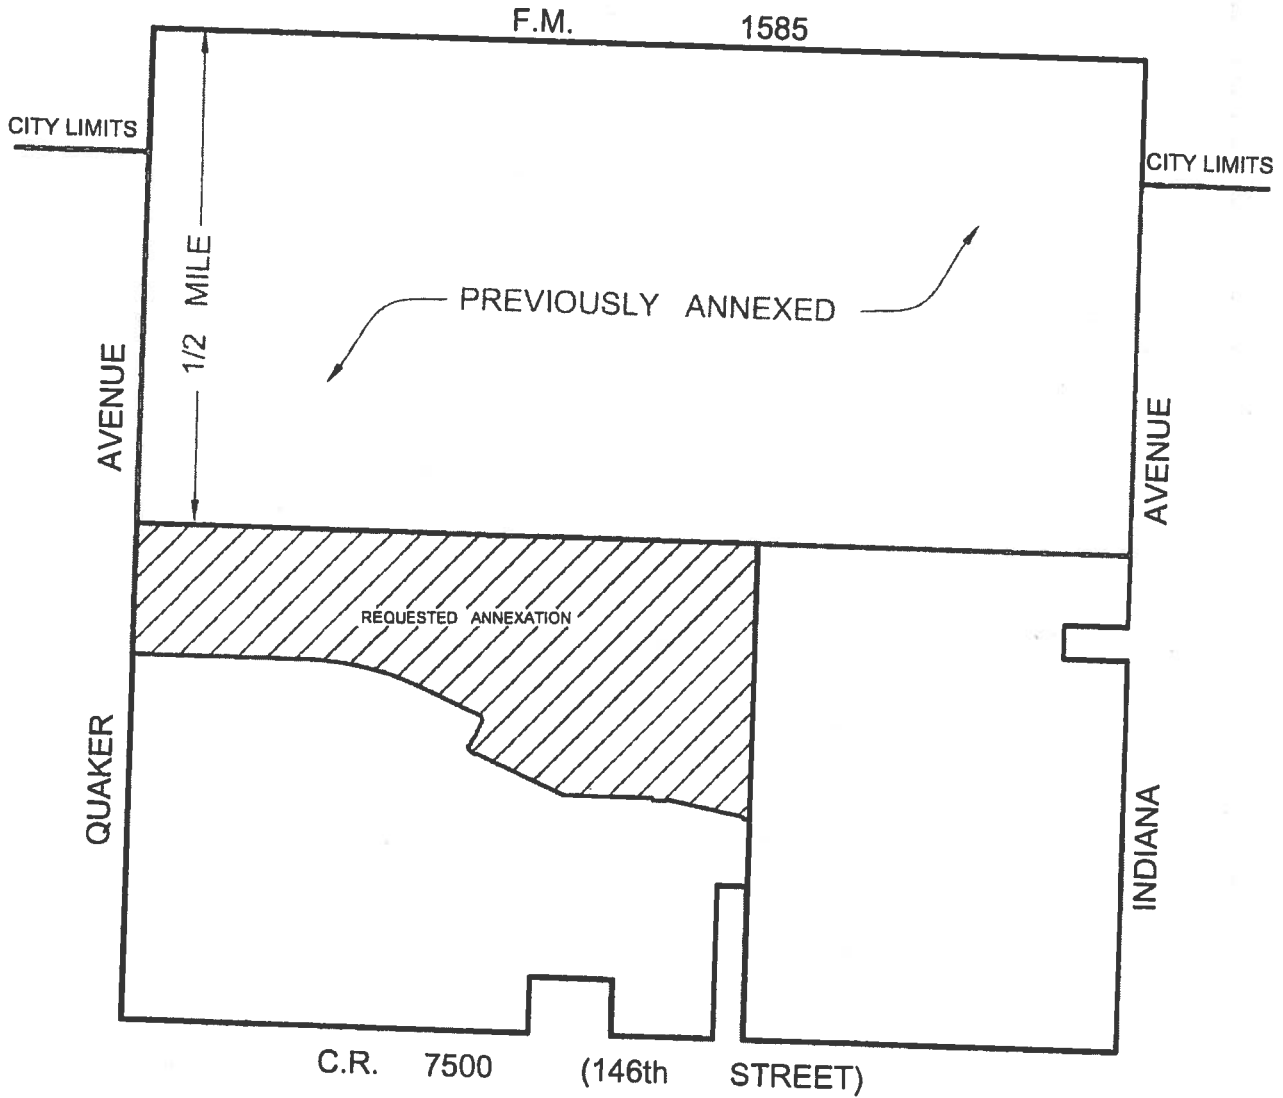 F.M. 1585
CITY LIMITS
CITY LIMITS
1/2 MILE
PREVIOUSLY ANNEXED
QUAKER AVENUE
INDIANA AVENUE
REQUESTED ANNEXATION
C.R. 7500 (146th STREET)